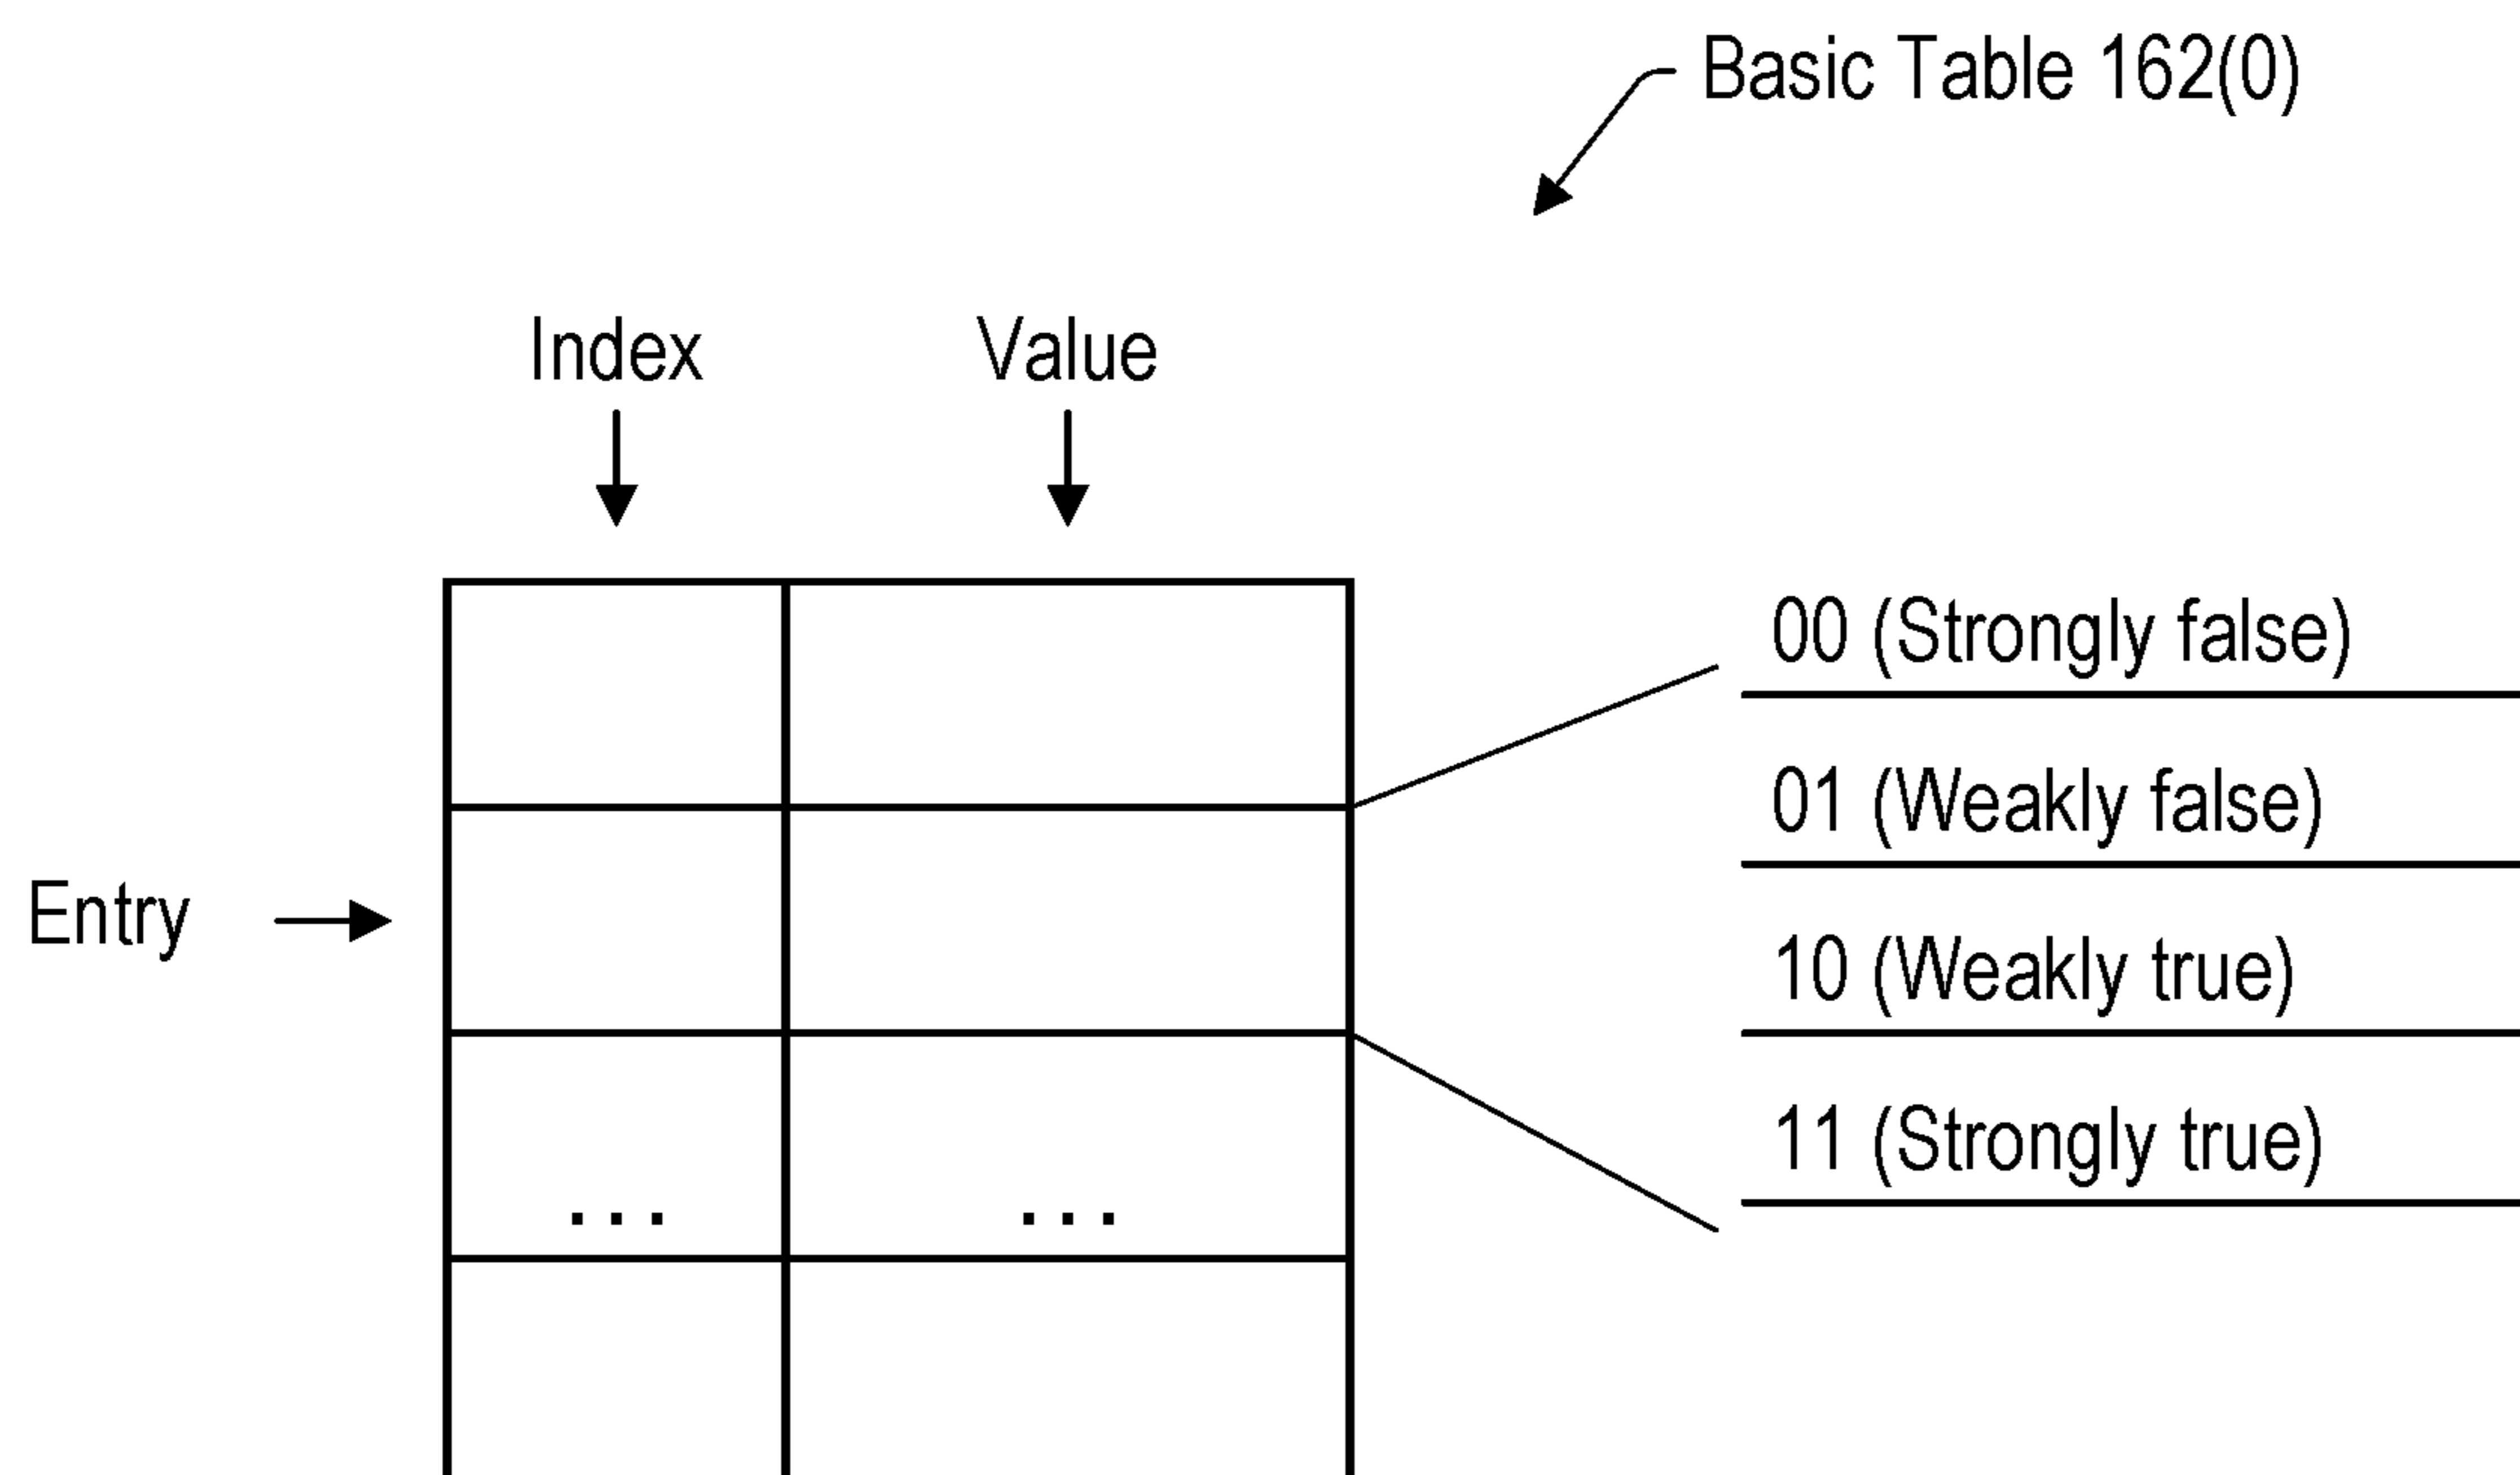 Basic Table 162(0)
Index
Value
00 (Strongly false)
01 (Weakly false)
Entry
10 (Weakly true)
11 (Strongly true)
... ...